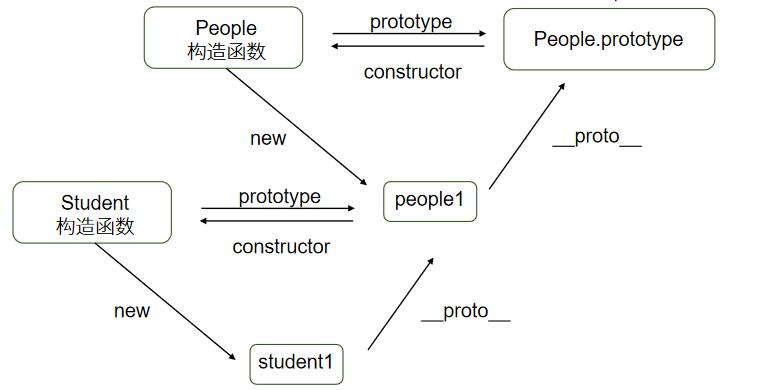 People
构造函数
prototype
constructor
People.prototype
new
__proto__
Student
构造函数
prototype
constructor
people1
new
__proto__
student1